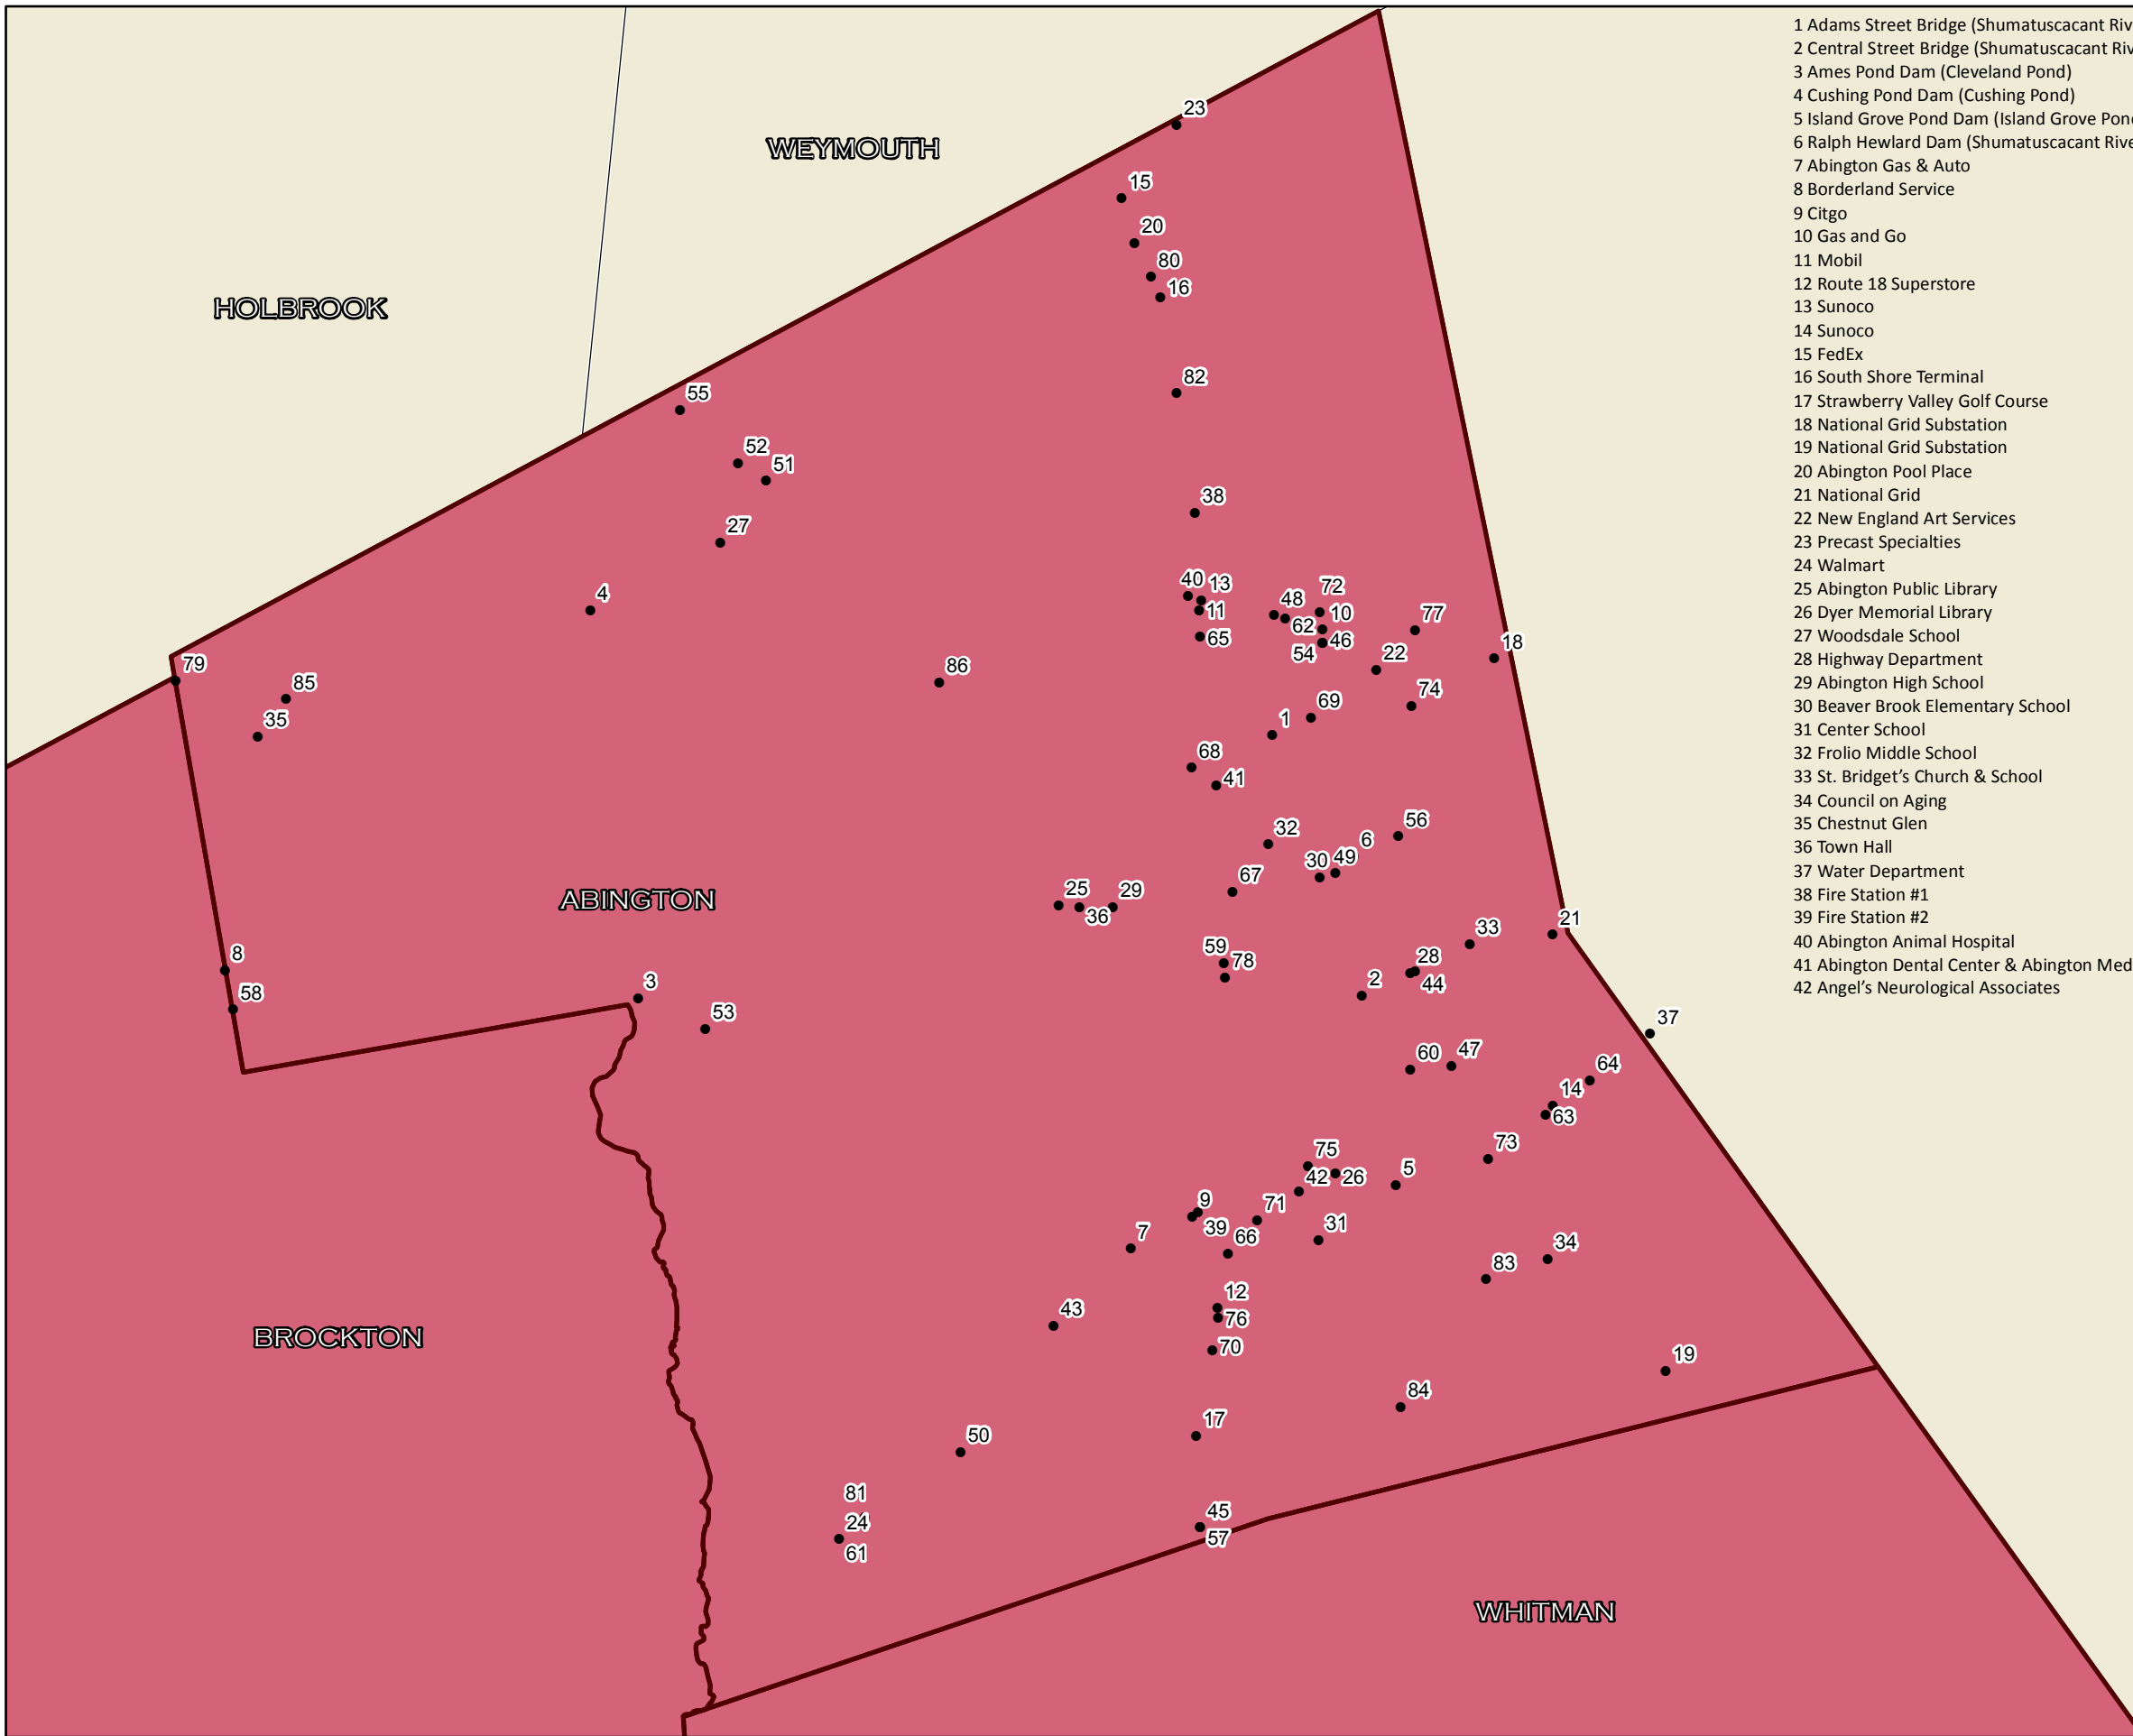 1 Adams Street Bridge (Shumatuscacant Riv
2 Central Street Bridge (Shumatuscacant Riv
3 Ames Pond Dam (Cleveland Pond)
4 Cushing Pond Dam (Cushing Pond)
5 Island Grove Pond Dam (Island Grove Pond
6 Ralph Hewlard Dam (Shumatuscacant Rive
7 Abington Gas & Auto
8 Borderland Service
9 Citgo
10 Gas and Go
11 Mobil
12 Route 18 Superstore
13 Sunoco
14 Sunoco
15 FedEx
16 South Shore Terminal
17 Strawberry Valley Golf Course
18 National Grid Substation
19 National Grid Substation
20 Abington Pool Place
21 National Grid
22 New England Art Services
23 Precast Specialties
24 Walmart
25 Abington Public Library
26 Dyer Memorial Library
27 Woodsdale School
28 Highway Department
29 Abington High School
30 Beaver Brook Elementary School
31 Center School
32 Frolio Middle School
33 St. Bridget's Church & School
34 Council on Aging
35 Chestnut Glen
36 Town Hall
37 Water Department
38 Fire Station #1
39 Fire Station #2
40 Abington Animal Hospital
41 Abington Dental Center & Abington Med
42 Angel's Neurological Associates
23
WEYMOUTH
15
20
80
16
HOLBROOK
82
55
52
51
38
27
40
13
72
4
48
11
10
77
62
65
46
18
54
22
79
86
85
74
69
35
1
68
41
56
32
6
49
30
67
25
29
ABINGTON
36
21
33
59
8
28
78
3
2
44
58
53
37
60
47
64
14
63
73
75
5
42
26
9
71
39
31
7
66
34
83
12
43
76
BROCKTON
70
19
84
17
50
81
45
24
57
61
WHITMAN